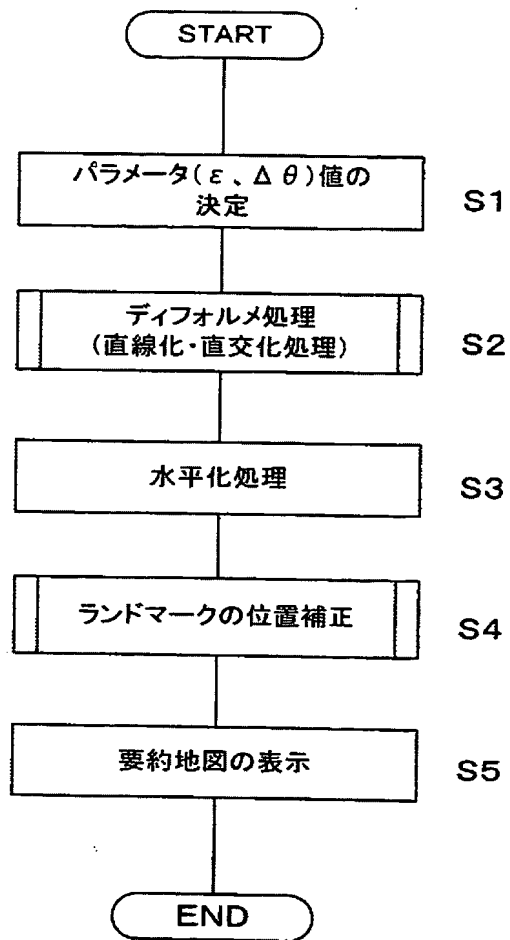 START
パラメータ(ε、Δθ)値の
決定
S1
ディフォルメ処理
(直線化・直交化処理)
S2
水平化処理
S3
ランドマークの位置補正
S4
要約地図の表示
S5
END